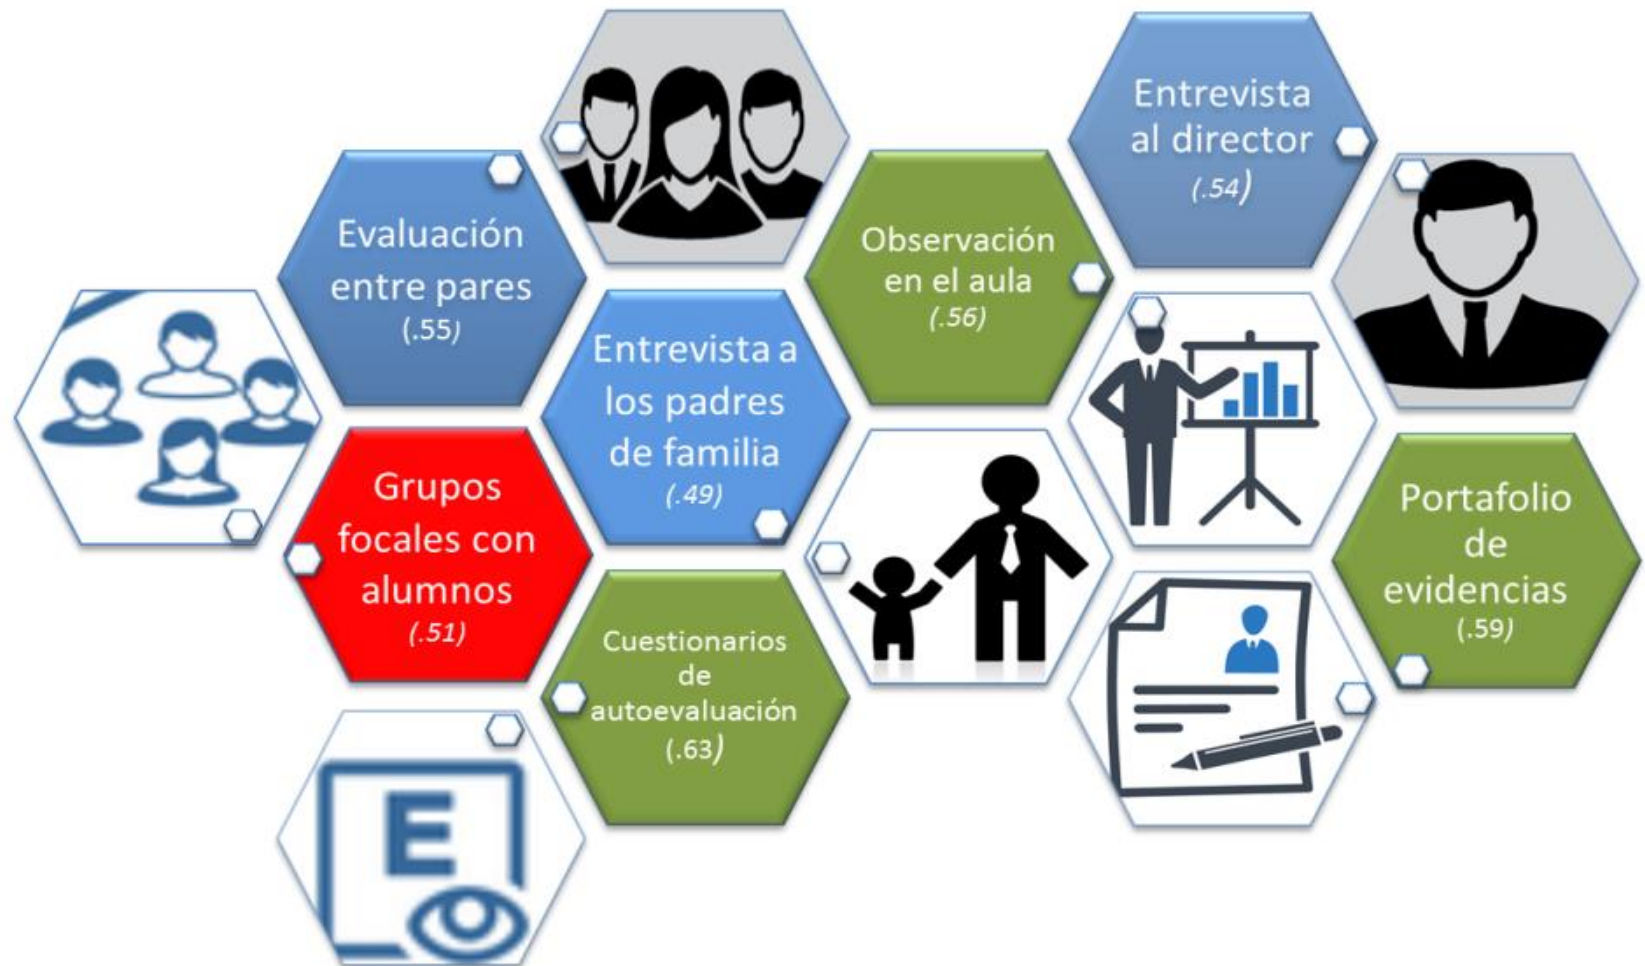 Entrevista
al director
(.54)
Evaluación
entre pares
(.55)
Observación
en el aula
(.56)
Entrevista a
los padres
de familia
(.49)
Grupos
focales con
alumnos
(.51)
Portafolio
de
evidencias
(.59)
Cuestionarios
de
autoevaluación
(.63)
E